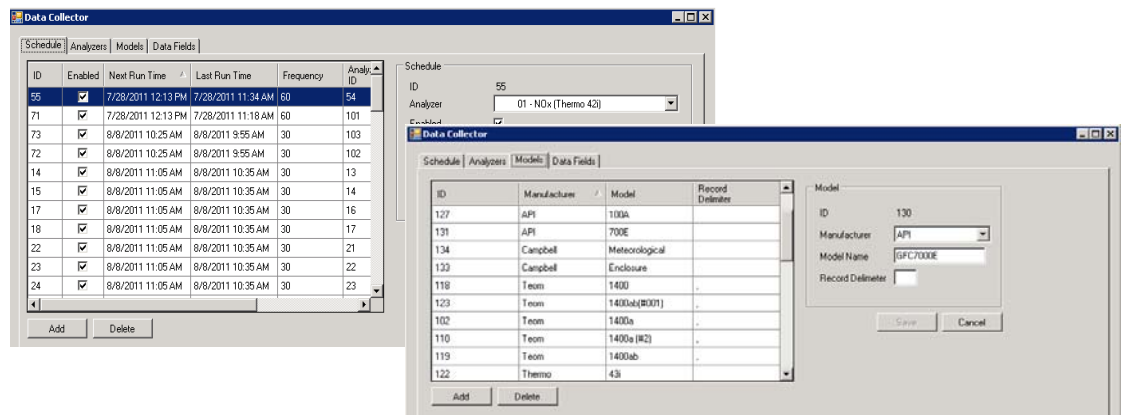 Data Collector
Schedule Analyzers Models Data Fields
ID Enabled Next Run Time Last Run Time Frequency Analy: ID
55 7/28/2011 12:13 PM 7/28/2011 11:34 AM 60 54
71 7/28/2011 12:13 PM 7/28/2011 11:18 AM 60 101
73 8/8/2011 10:25 AM 8/8/2011 9:55 AM 30 103
72 8/8/2011 10:25 AM 8/8/2011 9:55 AM 30 102
14 8/8/2011 11:05 AM 8/8/2011 10:35 AM 30 13
15 8/8/2011 11:05 AM 8/8/2011 10:35 AM 30 14
17 8/8/2011 11:05 AM 8/8/2011 10:35 AM 30 16
18 8/8/2011 11:05 AM 8/8/2011 10:35 AM 30 17
22 8/8/2011 11:05 AM 8/8/2011 10:35 AM 30 21
23 8/8/2011 11:05 AM 8/8/2011 10:35 AM 30 22
24 8/8/2011 11:05 AM 8/8/2011 10:35 AM 30 23
Add Delete
Schedule
ID 55
Analyzer 01 - NOx (Thermo 42i)
Enabled
Data Collector
Schedule Analyzers Models Data Fields
ID Manufacturer Model Record Delimiter
127 API 100A
131 API 700E
134 Campbell Meteorological
133 Campbell Enclosure
118 Teom 1400 ,
123 Teom 1400ab(#001) ,
102 Teom 1400a ,
110 Teom 1400a (#2) ,
119 Teom 1400ab ,
122 Thermo 43i
Add Delete
Model
ID 130
Manufacturer API
Model Name GFC7000E
Record Delimeter
Save Cancel